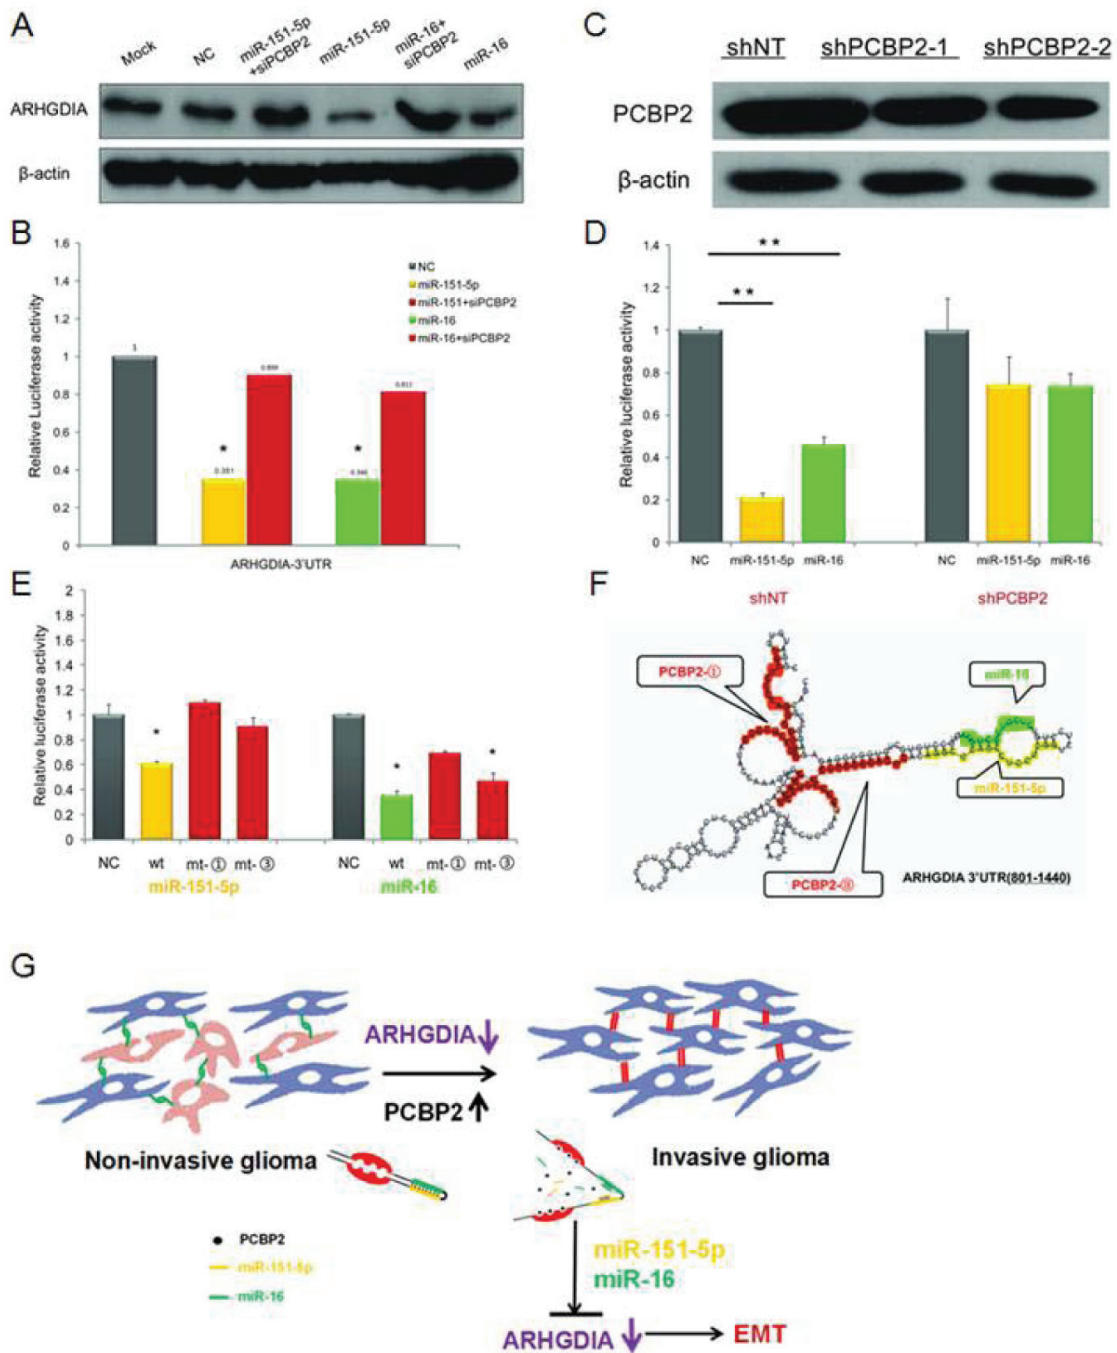 A
Mock
NC
miR-151-5p
+siPCBP2
miR-151-5p
miR-16+
siPCBP2
miR-16
ARHGDIA
β-actin
C
shNT
shPCBP2-1
shPCBP2-2
PCBP2
β-actin
B
Relative Luciferase activity
1.6
1.4
1.2
1
0.8
0.6
0.4
0.2
0
NC
miR-151-5p
miR-151+siPCBP2
miR-16
miR-16+siPCBP2
1
*
0.351
*
ARHGDIA-3'UTR
D
Relative luciferase activity
1.4
1.2
1
0.8
0.6
0.4
0.2
0
**
**
NC
miR-151-5p
miR-16
NC
miR-151-5p
miR-16
shNT
shPCBP2
E
Relative luciferase activity
2
1.8
1.6
1.4
1.2
1
0.8
0.6
0.4
0.2
0
*
*
*
NC
wt
mt-①
mt-③
NC
wt
mt-①
mt-③
miR-151-5p
miR-16
F
PCBP2-①
miR-16
miR-151-5p
PCBP2-③
ARHGDIA 3'UTR(801-1440)
G
ARHGDIA
PCBP2
Non-invasive glioma
Invasive glioma
PCBP2
miR-151-5p
miR-16
miR-151-5p
miR-16
ARHGDIA
EMT